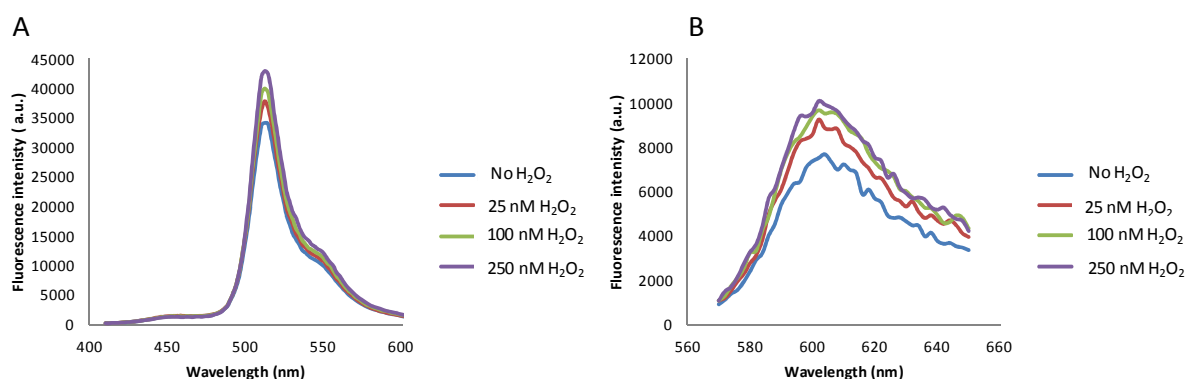 A
45000
40000
35000
30000
25000
20000
15000
10000
5000
0
Fluorescence intenisty ( a.u.)
400
450
500
550
600
Wavelength (nm)
No H₂O₂
25 nM H₂O₂
100 nM H₂O₂
250 nM H₂O₂
B
12000
10000
8000
6000
4000
2000
0
Fluorescence intenisty (a.u.)
560
580
600
620
640
660
Wavelength (nm)
No H₂O₂
25 nM H₂O₂
100 nM H₂O₂
250 nM H₂O₂